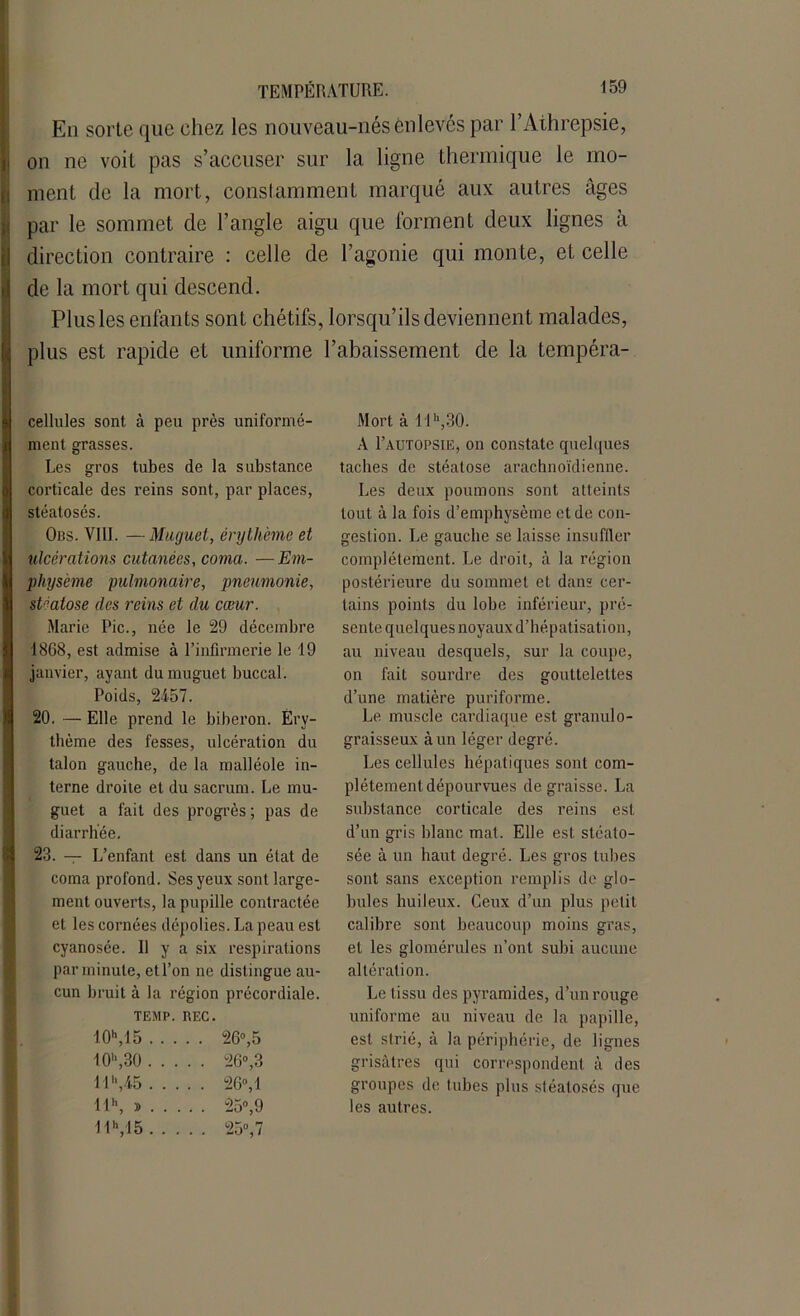 TEMPÉRATURE.
159
En sorte que chez les nouveau-nés enlevés par l'Athrepsie,
on ne voit pas s'accuser sur la ligne thermique le mo-
ment de la mort, constamment marqué aux autres âges
par le sommet de l'angle aigu que forment deux lignes à
direction contraire : celle de l'agonie qui monte, et celle
de la mort qui descend.
Plus les enfants sont chétifs, lorsqu'ils deviennent malades,
plus est rapide et uniforme l'abaissement de la tempéra-
cellules sont à peu près uniformé-
ment grasses.
Les gros tubes de la substance
corticale des reins sont, par places,
stéatosés.
OBS. VIII. — Muguet, érythème et
ulcérations cutanées, coma. — Em-
physème pulmonaire, pneumonie,
stéatose des reins et du cœur.
Marie Pic., née le 29 décembre
1868, est admise à l'infirmerie le 19
janvier, ayant du muguet buccal.
Poids, 2457.
20. — Elle prend le biberon. Éry-
thème des fesses, ulcération du
talon gauche, de la malléole in-
terne droite et du sacrum. Le mu-
guet a fait des progrès; pas de
diarrhée.
23. — L'enfant est dans un état de
coma profond. Ses yeux sont large-
ment ouverts, la pupille contractée
et les cornées dépolies. La peau est
cyanosée. Il y a six respirations
par minute, et l'on ne distingue au-
cun bruit à la région précordiale.
TEMP. REC.
10h,15 . . . . . 26°,5
10h,30 . . . . . 26°,3
11h,45 . . . . . 26°,1
11h, » . . . . . 25°,9
11h,15 . . . . . 25°,7
Mort à 11h,30.
A l'AUTOPSIE, on constate quelques
taches de stéatose arachnoïdienne.
Les deux poumons sont atteints
tout à la fois d'emphysème et de con-
gestion. Le gauche se laisse insuffler
complétement. Le droit, à la région
postérieure du sommet et dans cer-
tains points du lobe inférieur, pré-
sente quelques noyaux d'hépatisation,
au niveau desquels, sur la coupe,
on fait sourdre des gouttelettes
d'une matière puriforme.
Le muscle cardiaque est granulo-
graisseux à un léger degré.
Les cellules hépatiques sont com-
plétement dépourvues de graisse. La
substance corticale des reins est
d'un gris blanc mat. Elle est stéato-
sée à un haut degré. Les gros tubes
sont sans exception remplis de glo-
bules huileux. Ceux d'un plus petit
calibre sont beaucoup moins gras,
et les glomérules n'ont subi aucune
altération.
Le tissu des pyramides, d'un rouge
uniforme au niveau de la papille,
est strié, à la périphérie, de lignes
grisâtres qui correspondent à des
groupes de tubes plus stéatosés que
les autres.